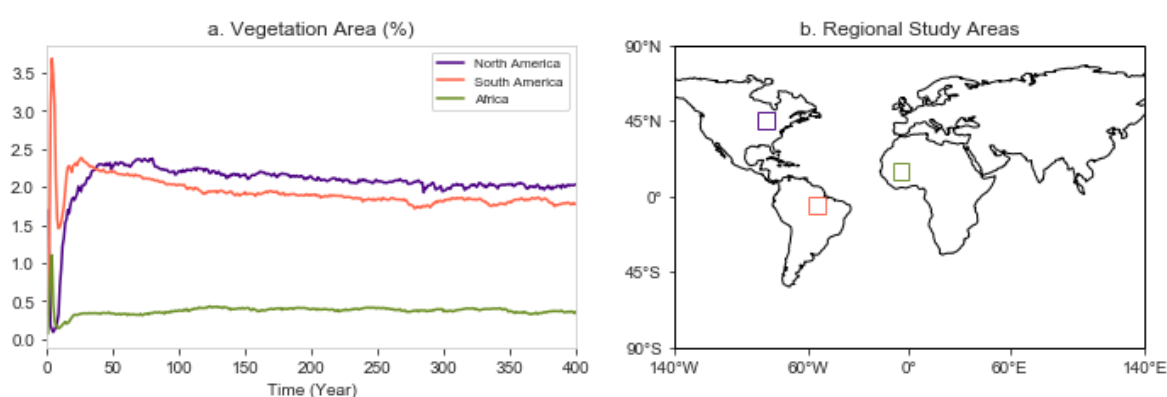 a. Vegetation Area (%)
3.5
3.0
2.5
2.0
1.5
1.0
0.5
0.0
0
50
100
150
200
250
300
350
400
Time (Year)
North America
South America
Africa
b. Regional Study Areas
90°N
45°N
0°
45°S
90°S
140°W
60°W
0°
60°E
140°E